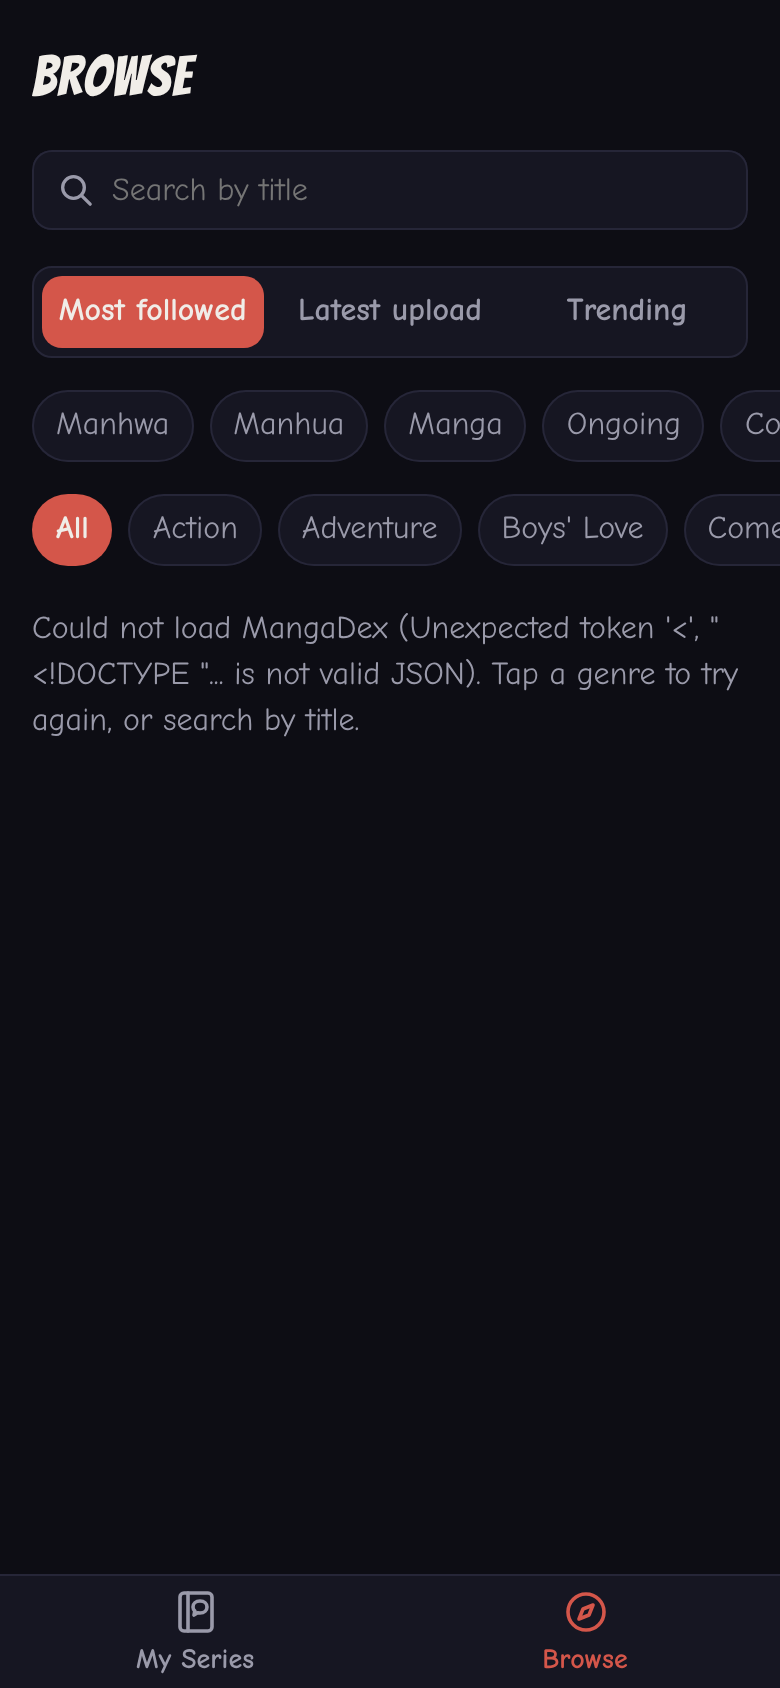 BROWSE
Search by title
Most followed Latest upload Trending
Manhwa Manhua Manga Ongoing Co
All Action Adventure Boys' Love Come
Could not load MangaDex (Unexpected token '<', "
<!DOCTYPE "... is not valid JSON). Tap a genre to try
again, or search by title.
My Series Browse